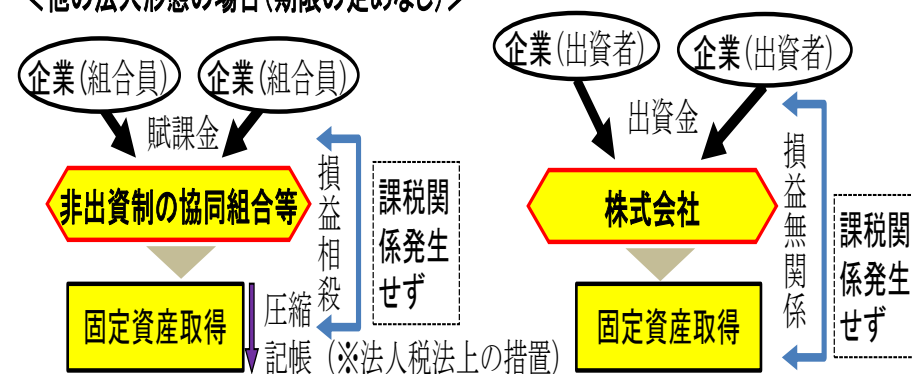 ＜他の法人形態の場合（期限の定めなし）＞
企業（組合員）
企業（組合員）
賦課金
非出資制の協同組合等
固定資産取得
損益相殺
課税関
係発生
せず
圧縮
記帳（※法人税法上の措置）
企業（出資者）
企業（出資者）
出資金
株式会社
固定資産取得
損益無関係
課税関
係発生
せず